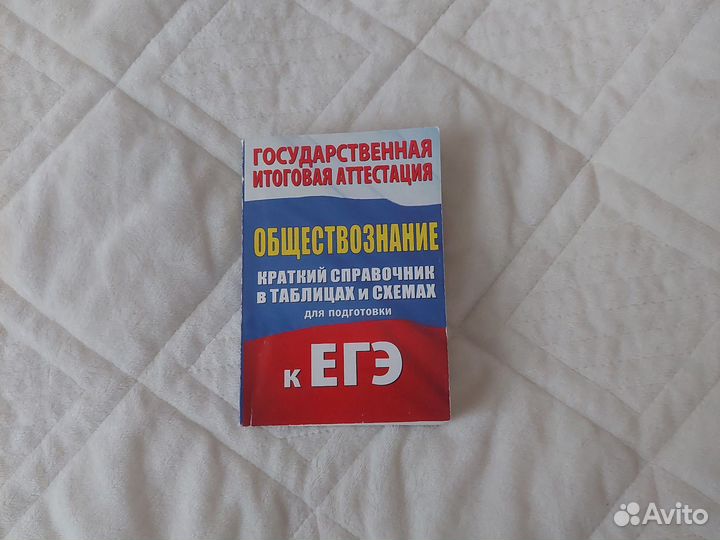 ГОСУДАРСТВЕННАЯ
ИТОГОВАЯ АТТЕСТАЦИЯ
ОБЩЕСТВОЗНАНИЕ
КРАТКИЙ СПРАВОЧНИК
В ТАБЛИЦАХ и СХЕМАХ
для подготовки
к ЕГЭ
Avito